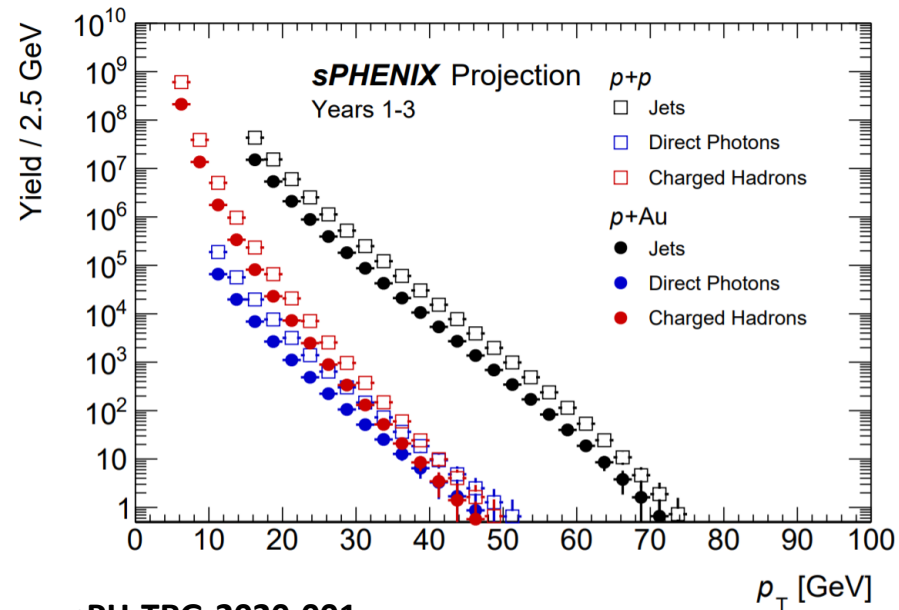 Yield / 2.5 GeV
10^10
10^9
10^8
10^7
10^6
10^5
10^4
10^3
10^2
10
1
sPHENIX Projection
Years 1-3
p+p
Jets
Direct Photons
Charged Hadrons
p+Au
Jets
Direct Photons
Charged Hadrons
0 10 20 30 40 50 60 70 80 90 100
p_T [GeV]